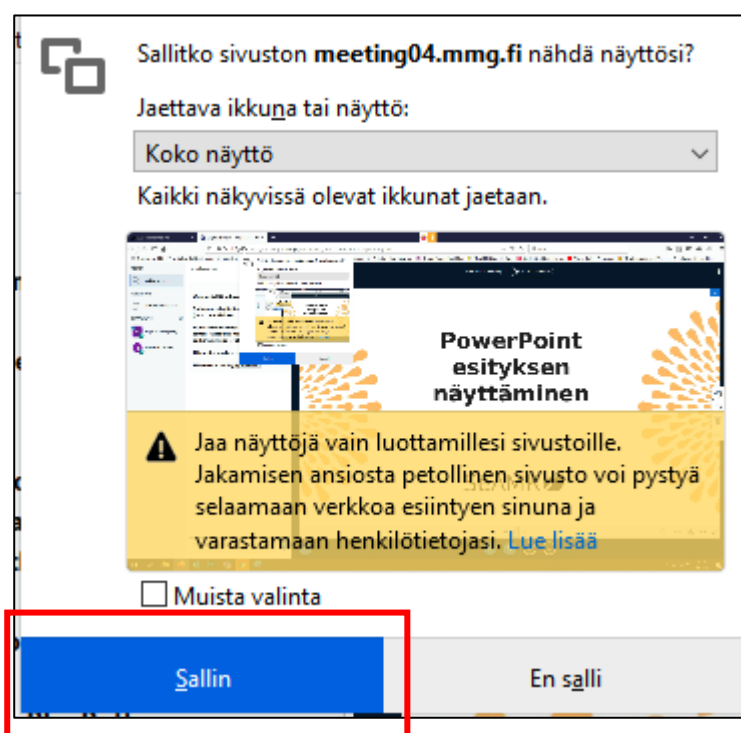 Sallitko sivuston meeting04.mmg.fi nähdä näyttösi?
Jaettava ikkuna tai näyttö:
Koko näyttö
Kaikki näkyvissä olevat ikkunat jaetaan.
PowerPoint
esityksen
näyttäminen
Jaa näyttöjä vain luottamillesi sivustoille.
Jakamisen ansiosta petollinen sivusto voi pystyä
selaamaan verkkoa esiintyen sinuna ja
varastamaan henkilötietojasi. Lue lisää
Muista valinta
Sallin
En salli